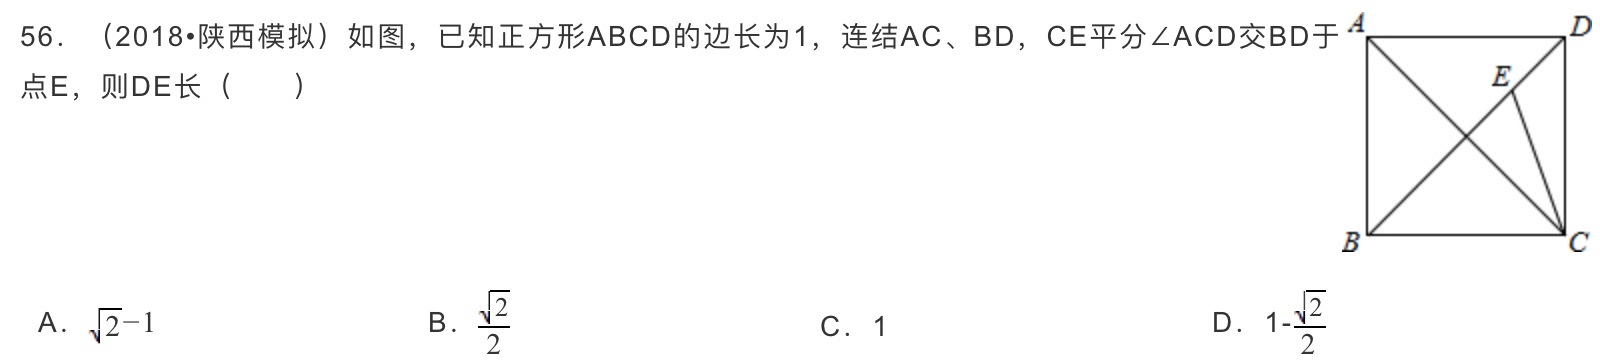 56. （2018•陕西模拟）如图，已知正方形ABCD的边长为1，连结AC、BD，CE平分∠ACD交BD于
点E，则DE长（　　）
A
D
E
B
C
A. √2−1
B. √2/2
C. 1
D. 1-√2/2